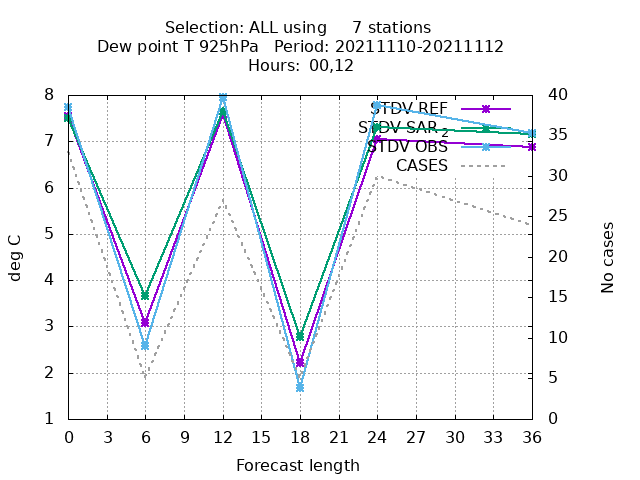 Selection: ALL using 7 stations
Dew point T 925hPa Period: 20211110-20211112
Hours: 00,12
8 40
STDV REF
STDV SAR 2
STDV OBS
CASES
7 35
6 30
25
5
20
4
15
3
10
2
5
1 0
deg C
No cases
0 3 6 9 12 15 18 21 24 27 30 33 36
Forecast length